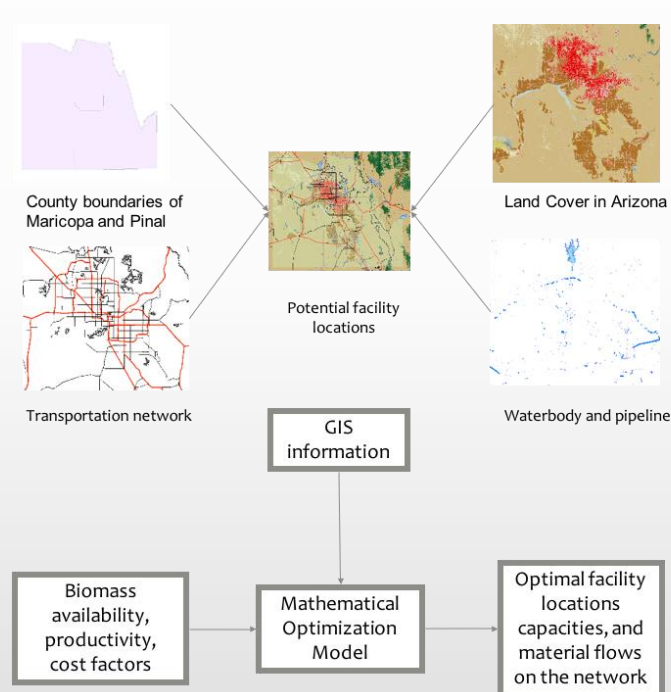 County boundaries of
Maricopa and Pinal
Land Cover in Arizona
Potential facility
locations
Transportation network
Waterbody and pipeline
GIS
information
Biomass
availability,
productivity,
cost factors
Mathematical
Optimization
Model
Optimal facility
locations
capacities, and
material flows
on the network